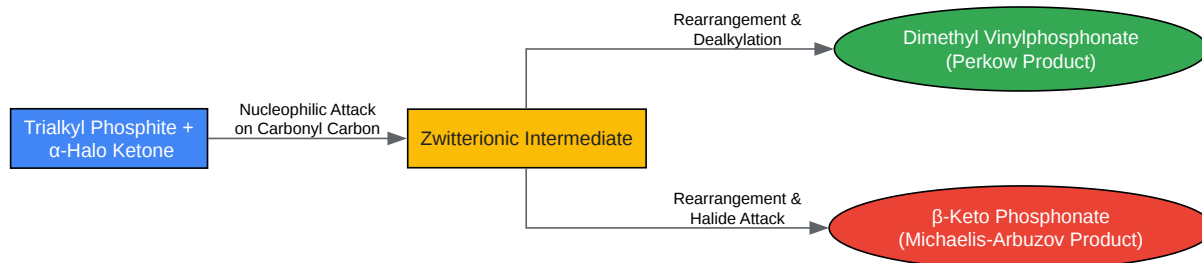 Trialkyl Phosphite +
α-Halo Ketone
Nucleophilic Attack
on Carbonyl Carbon
Zwitterionic Intermediate
Rearrangement &
Dealkylation
Dimethyl Vinylphosphonate
(Perkow Product)
Rearrangement &
Halide Attack
β-Keto Phosphonate
(Michaelis-Arbuzov Product)